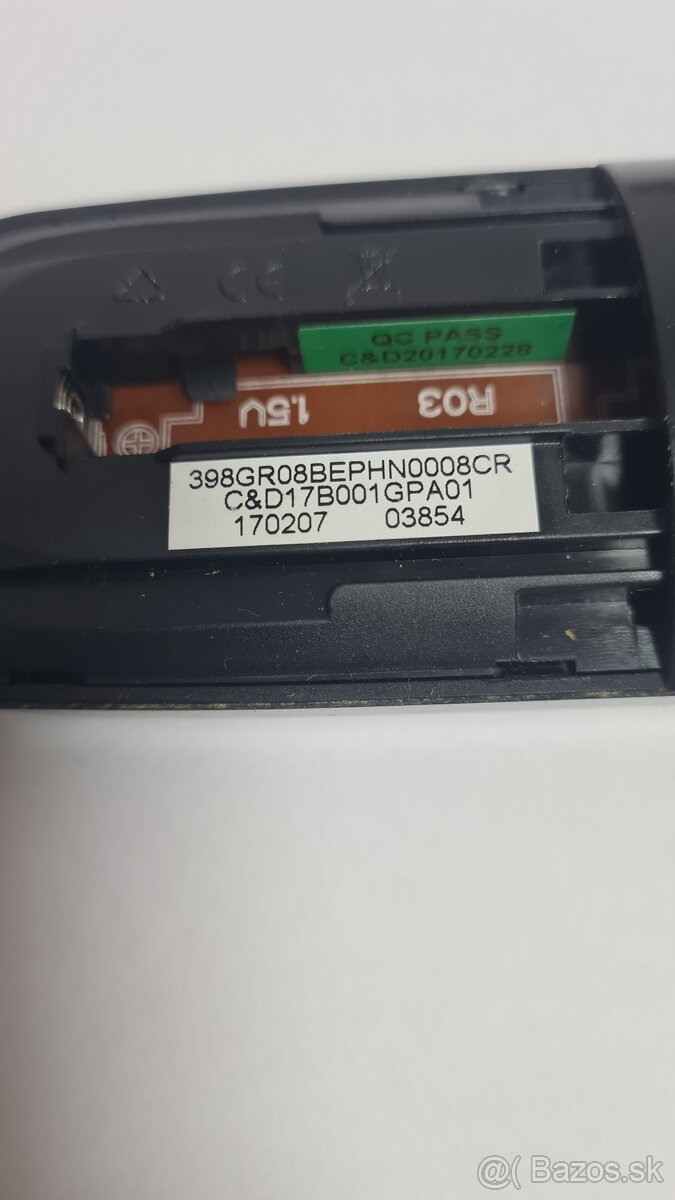 QC PASS
C&D20170228
1.5V R03
398GR08BEPHN0008CR
C&D17B001GPA01
170207 03854
@( Bazos.sk